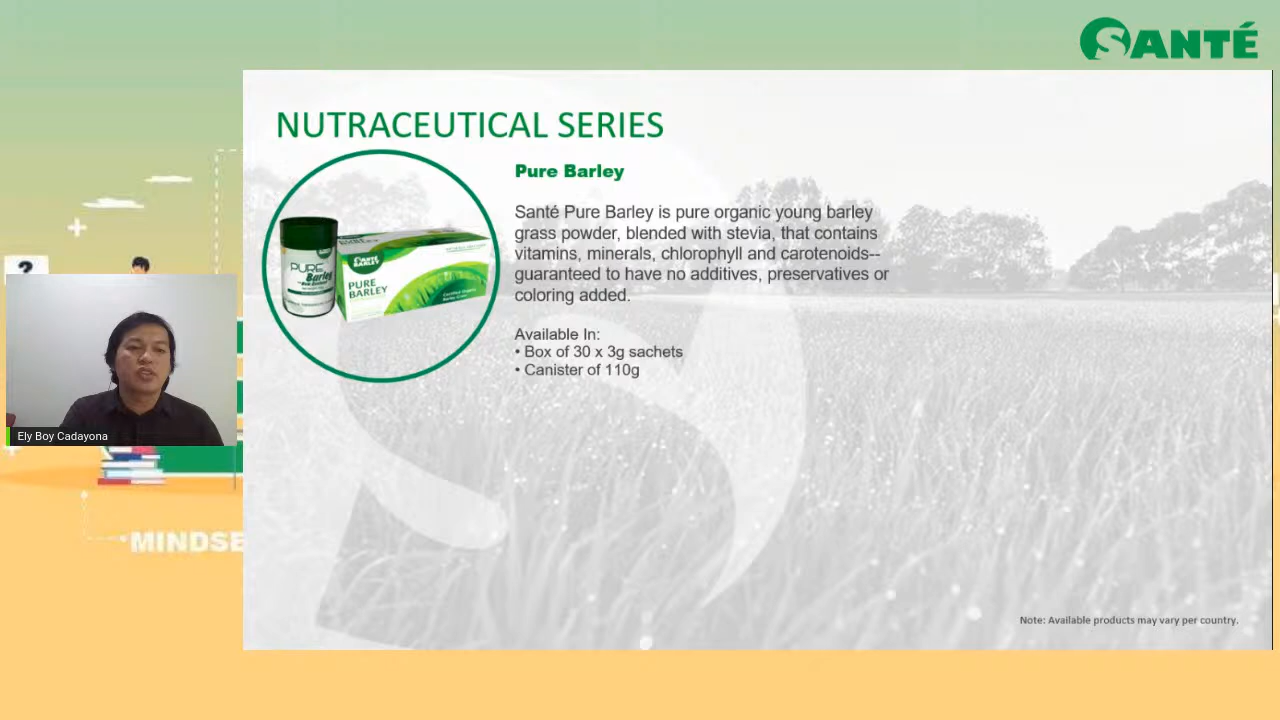 SANTÉ
NUTRACEUTICAL SERIES
Pure Barley
Santé Pure Barley is pure organic young barley
grass powder, blended with stevia, that contains
vitamins, minerals, chlorophyll and carotenoids--
guaranteed to have no additives, preservatives or
coloring added.
Available In:
• Box of 30 x 3g sachets
• Canister of 110g
PURE
Barley
SANTÉ
BARLEY
PURE
BARLEY
?
Ely Boy Cadayona
MINDSE
Note: Available products may vary per country.